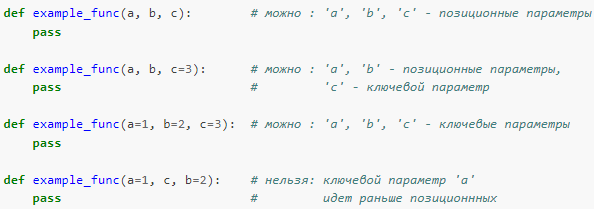 def example_func(a, b, c):      # можно : 'a', 'b', 'c' - позиционные параметры
    pass
def example_func(a, b, c=3):    # можно : 'a', 'b' - позиционные параметры,
    pass                        #         'c' - ключевой параметр
def example_func(a=1, b=2, c=3):  # можно : 'a', 'b', 'c' - ключевые параметры
    pass
def example_func(a=1, c, b=2):  # нельзя: ключевой параметр 'a'
    pass                        #         идет раньше позиционнных